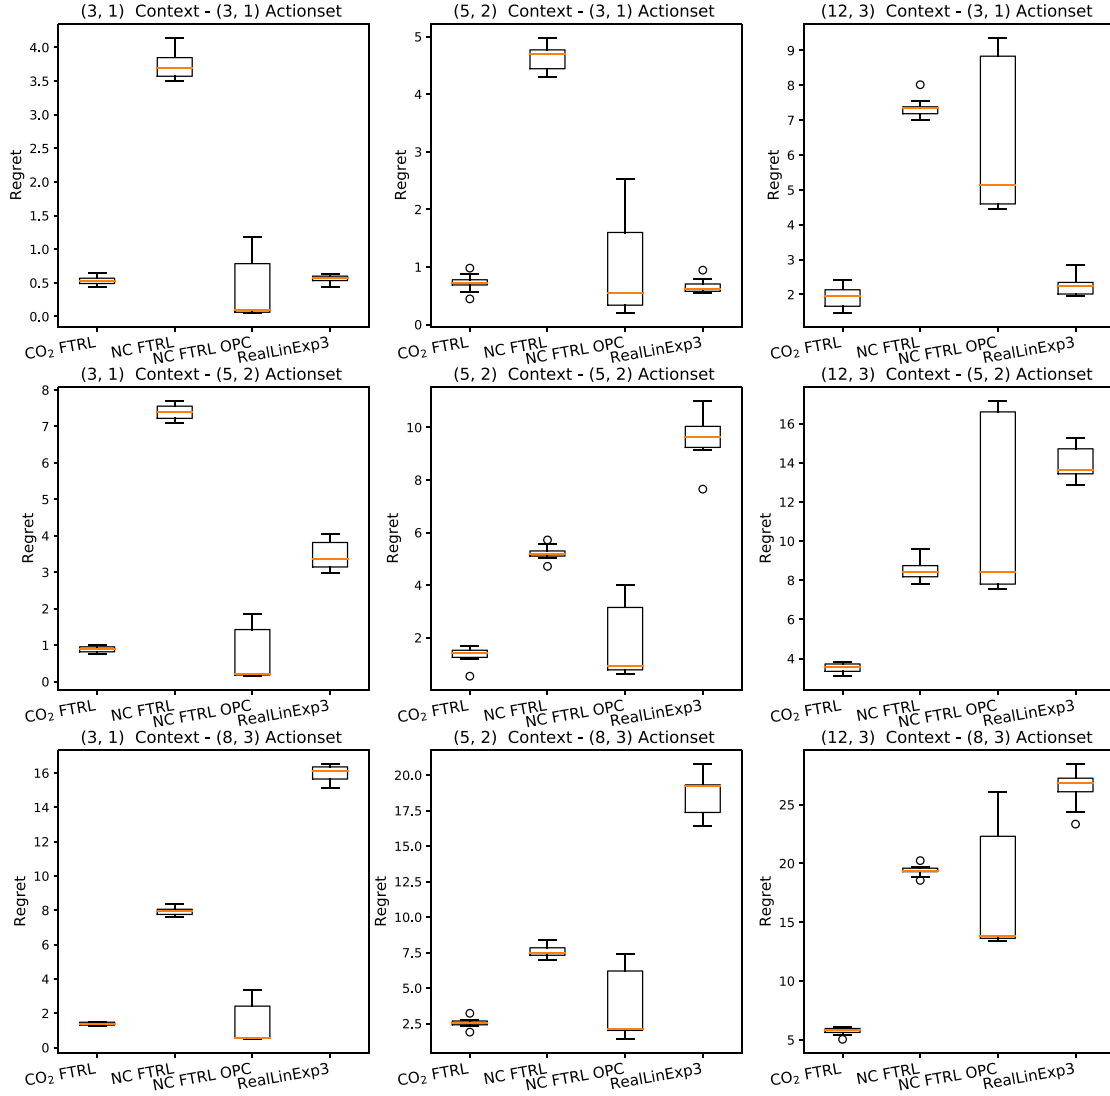 (3, 1) Context - (3, 1) Actionset
4.0
3.5
3.0
2.5
2.0
1.5
1.0
0.5
0.0
Regret
CO₂ FTRL
NC FTRL
NC FTRL OPC
RealLinExp3
(5, 2) Context - (3, 1) Actionset
5
4
3
2
1
0
Regret
CO₂ FTRL
NC FTRL
NC FTRL OPC
RealLinExp3
(12, 3) Context - (3, 1) Actionset
9
8
7
6
5
4
3
2
1
Regret
CO₂ FTRL
NC FTRL
NC FTRL OPC
RealLinExp3
(3, 1) Context - (5, 2) Actionset
8
7
6
5
4
3
2
1
0
Regret
CO₂ FTRL
NC FTRL
NC FTRL OPC
RealLinExp3
(5, 2) Context - (5, 2) Actionset
10
8
6
4
2
Regret
CO₂ FTRL
NC FTRL
NC FTRL OPC
RealLinExp3
(12, 3) Context - (5, 2) Actionset
16
14
12
10
8
6
4
Regret
CO₂ FTRL
NC FTRL
NC FTRL OPC
RealLinExp3
(3, 1) Context - (8, 3) Actionset
16
14
12
10
8
6
4
2
0
Regret
CO₂ FTRL
NC FTRL
NC FTRL OPC
RealLinExp3
(5, 2) Context - (8, 3) Actionset
20.0
17.5
15.0
12.5
10.0
7.5
5.0
2.5
Regret
CO₂ FTRL
NC FTRL
NC FTRL OPC
RealLinExp3
(12, 3) Context - (8, 3) Actionset
25
20
15
10
5
Regret
CO₂ FTRL
NC FTRL
NC FTRL OPC
RealLinExp3